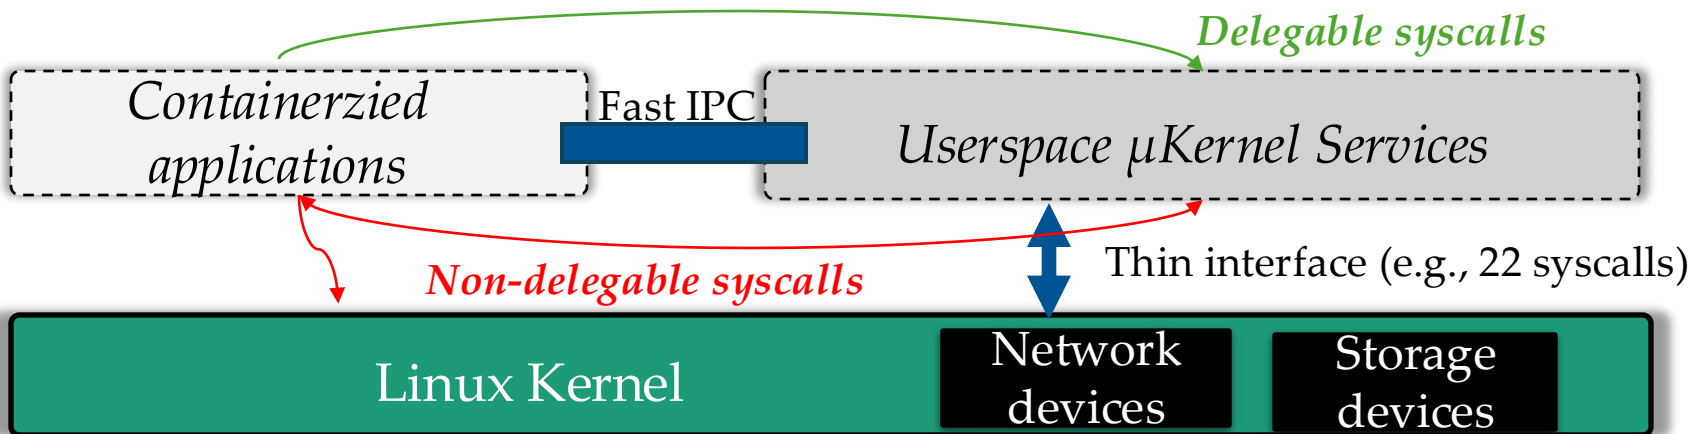 Delegable syscalls
Containerzied
applications
Fast IPC
Userspace µKernel Services
Non-delegable syscalls
Thin interface (e.g., 22 syscalls)
Linux Kernel
Network
devices
Storage
devices